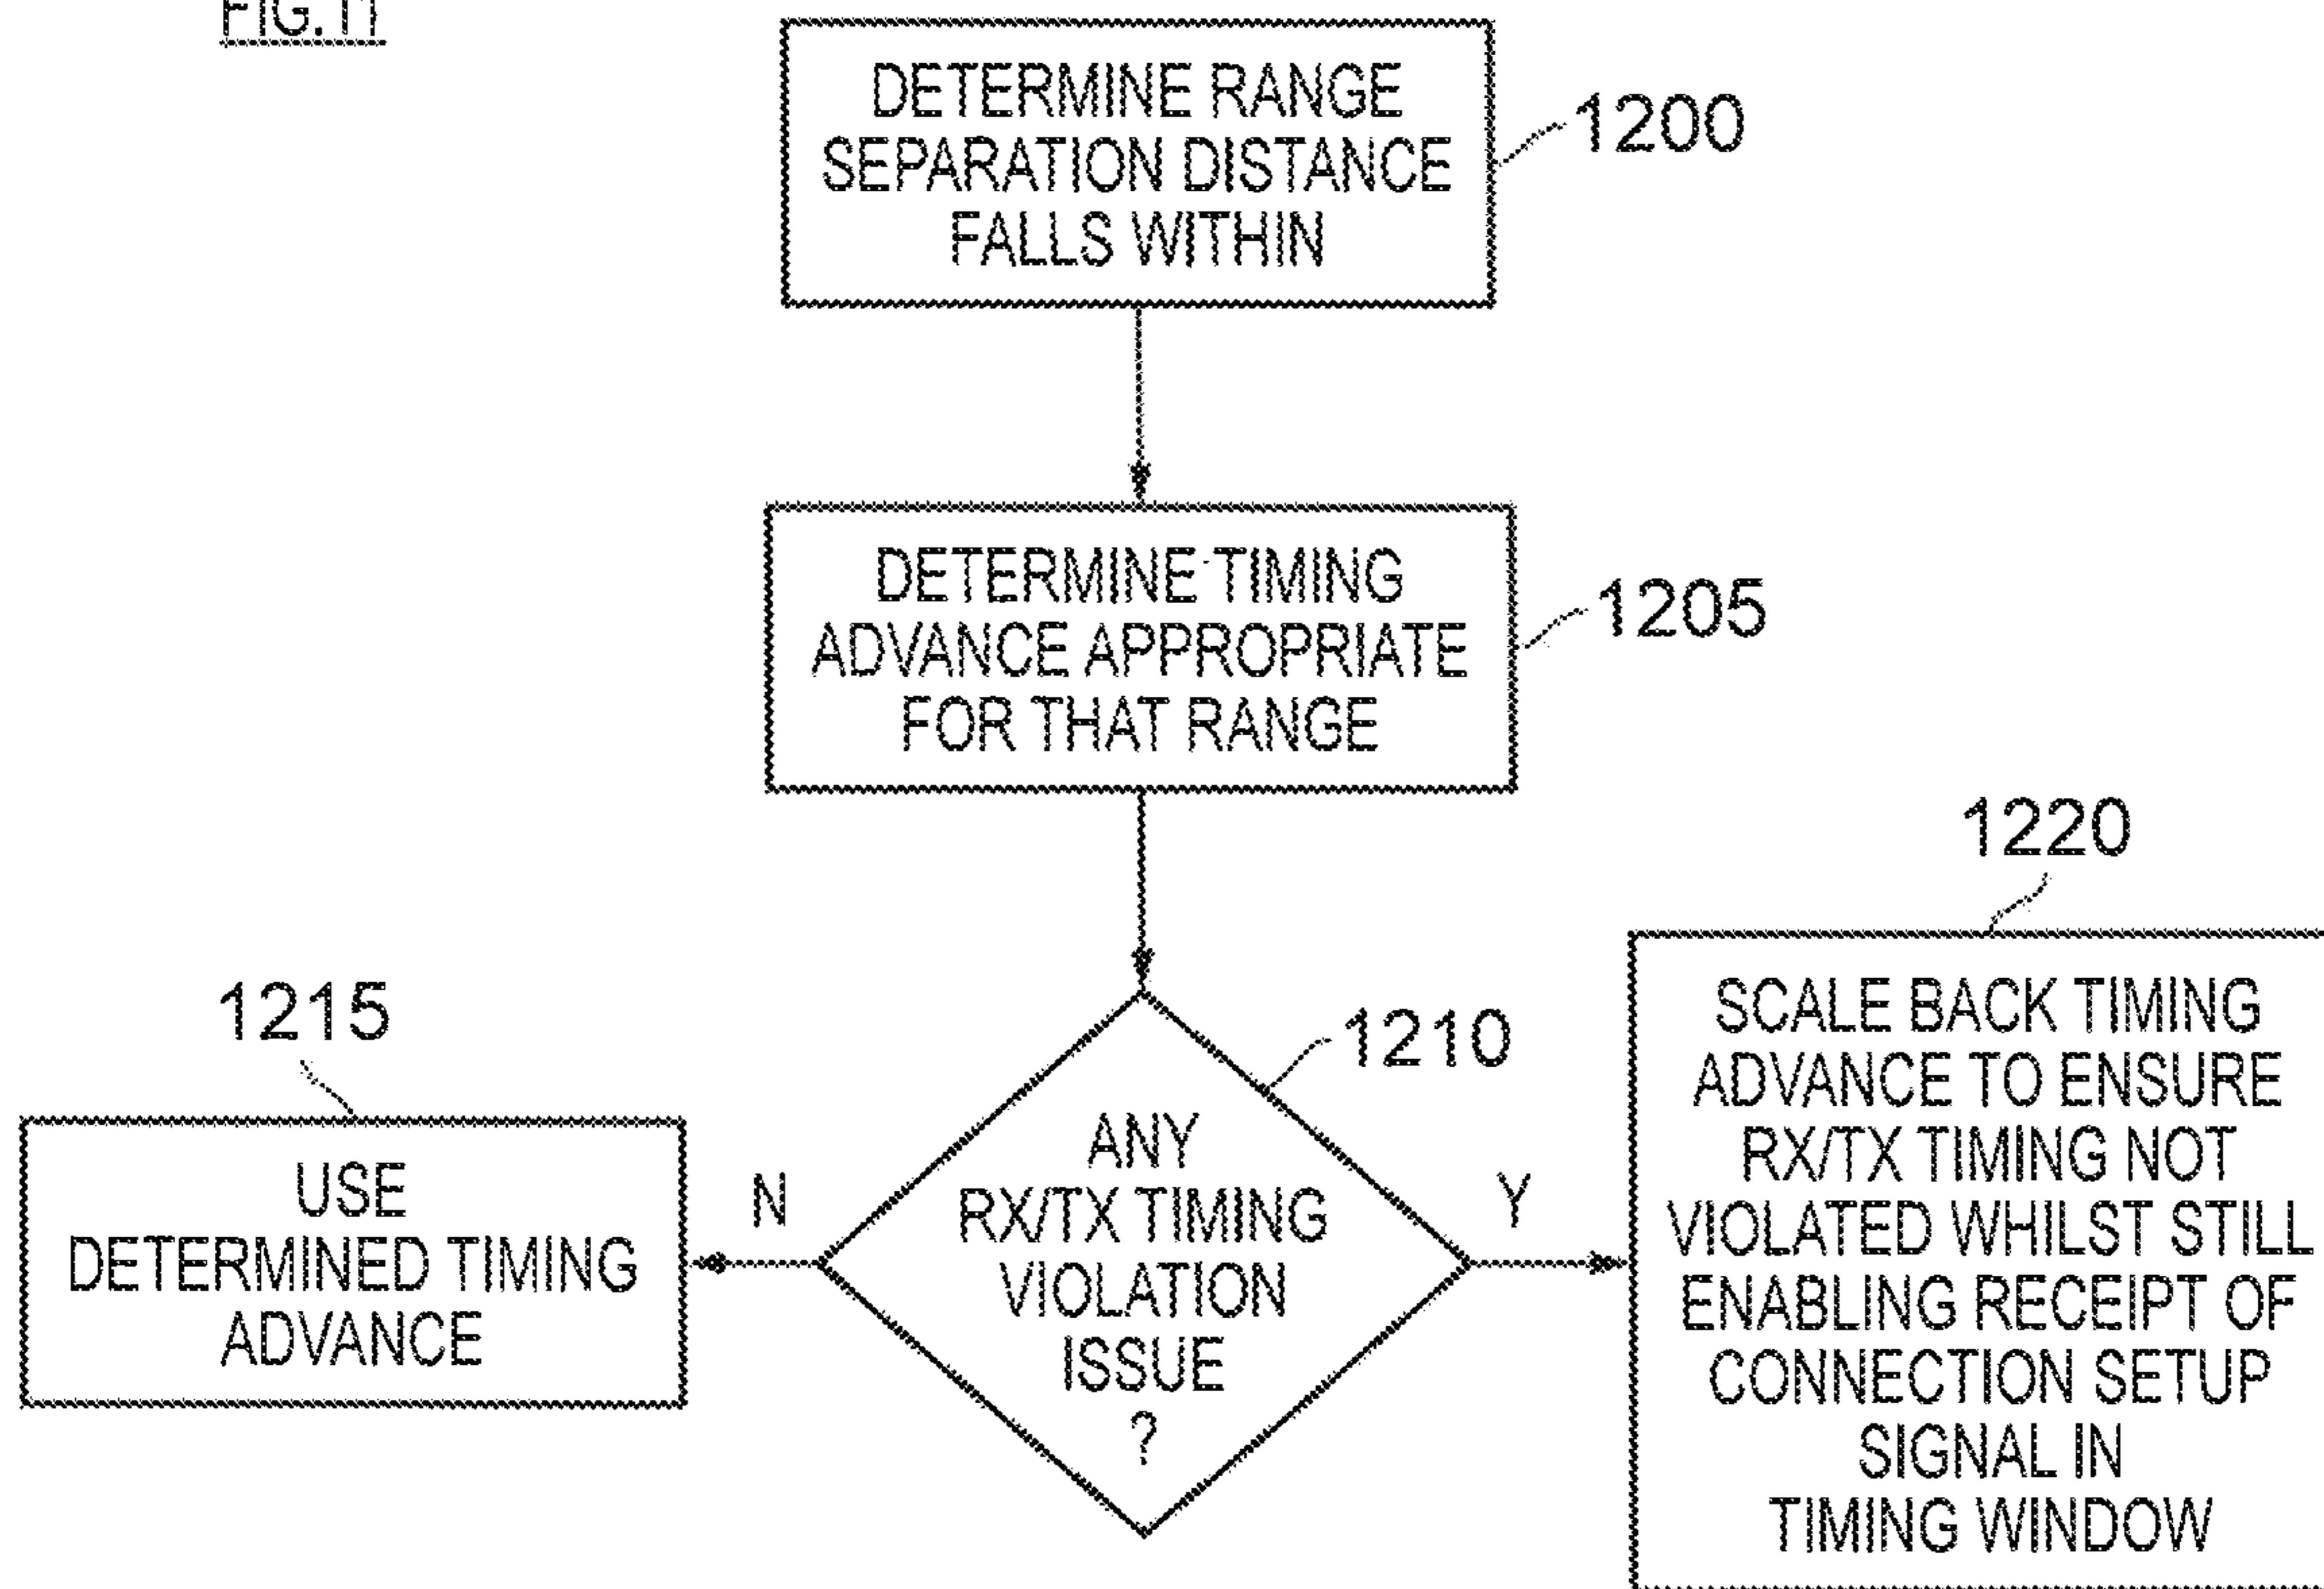 FIG. 11
DETERMINE RANGE
SEPARATION DISTANCE
FALLS WITHIN
1200
DETERMINE TIMING
ADVANCE APPROPRIATE
FOR THAT RANGE
1205
ANY
RX/TX TIMING
VIOLATION
ISSUE
?
1210
N
Y
1215
USE
DETERMINED TIMING
ADVANCE
1220
SCALE BACK TIMING
ADVANCE TO ENSURE
RX/TX TIMING NOT
VIOLATED WHILST STILL
ENABLING RECEIPT OF
CONNECTION SETUP
SIGNAL IN
TIMING WINDOW